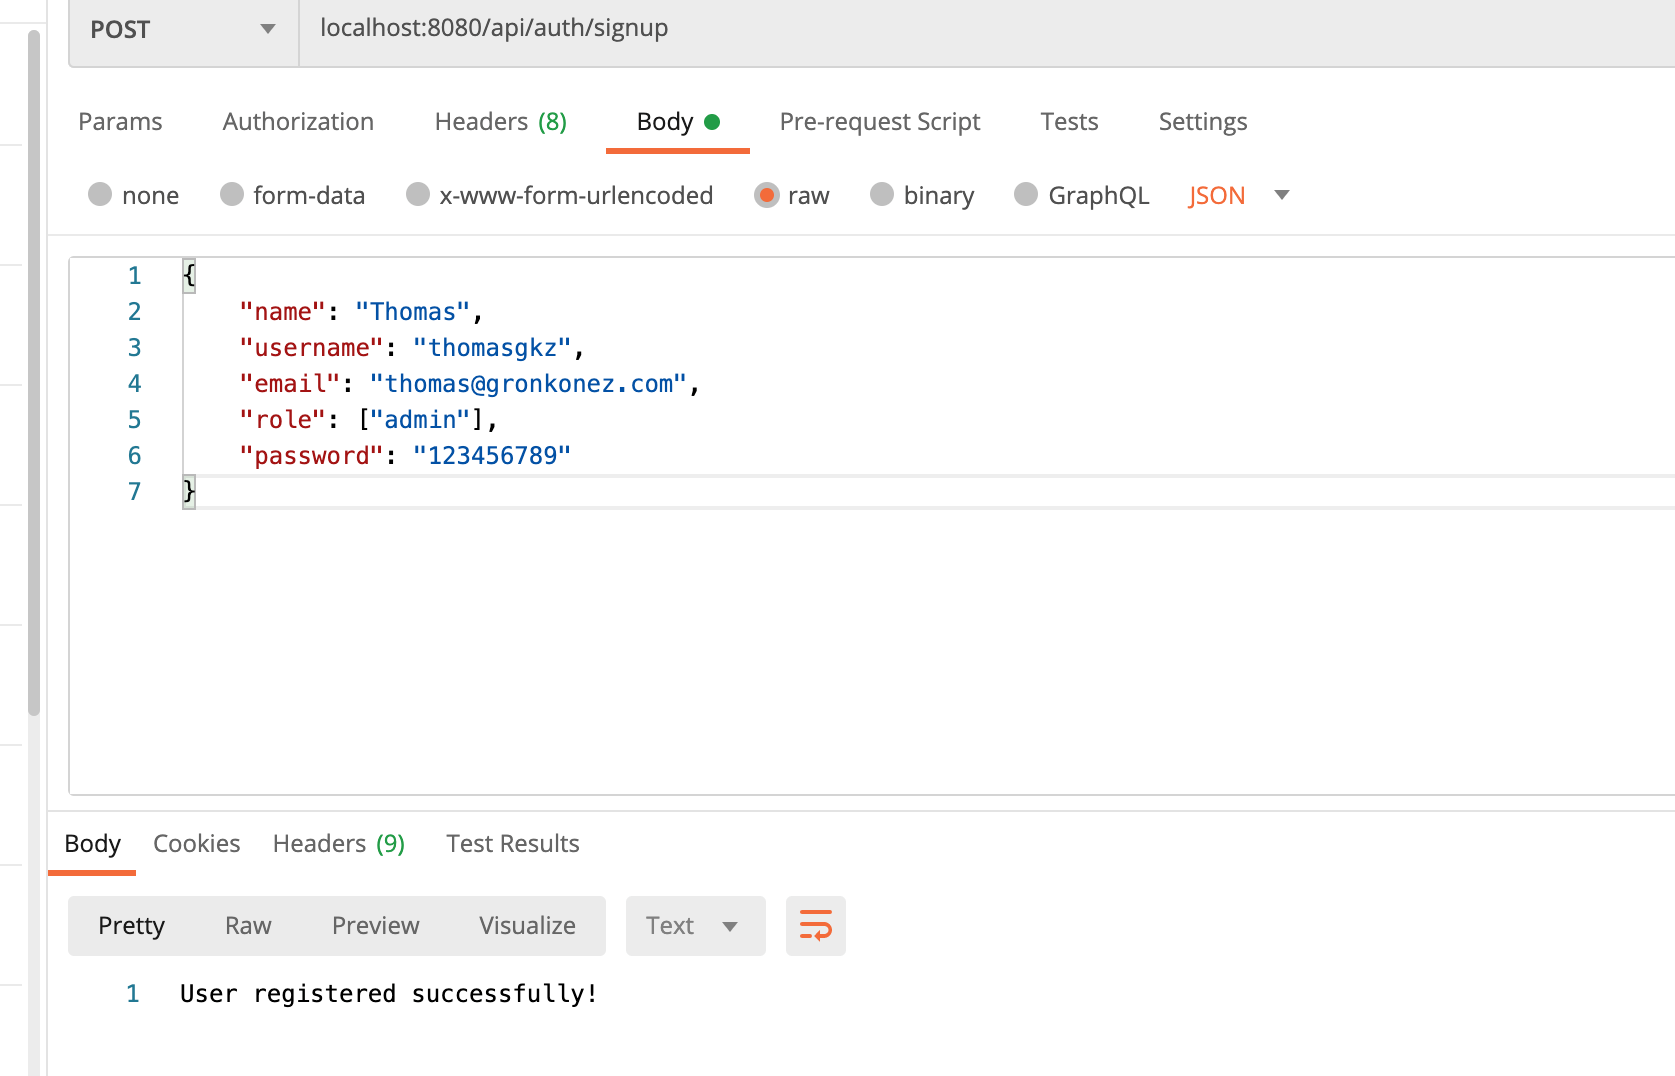 POST localhost:8080/api/auth/signup
Params Authorization Headers (8) Body Pre-request Script Tests Settings
none form-data x-www-form-urlencoded raw binary GraphQL JSON
1 {
2 "name": "Thomas",
3 "username": "thomasgkz",
4 "email": "thomas@gronkonez.com",
5 "role": ["admin"],
6 "password": "123456789"
7 }
Body Cookies Headers (9) Test Results
Pretty Raw Preview Visualize Text
1 User registered successfully!